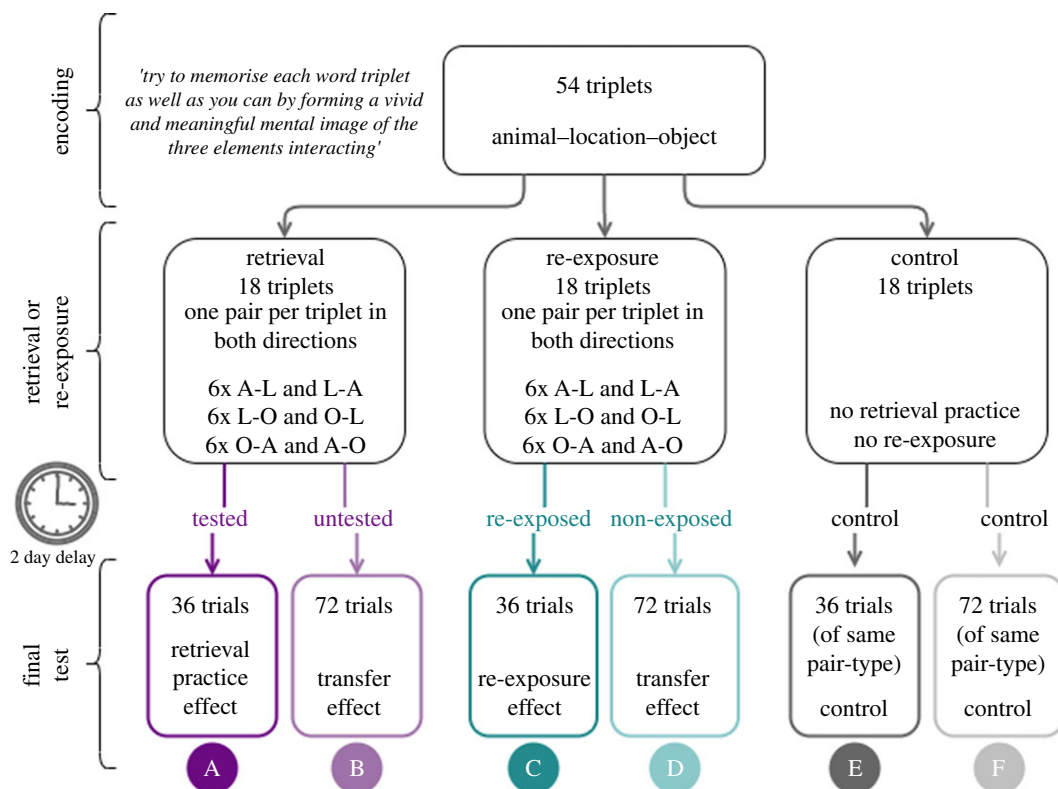 encoding
'try to memorise each word triplet
as well as you can by forming a vivid
and meaningful mental image of the
three elements interacting'
54 triplets
animal–location–object
retrieval or
re-exposure
retrieval
18 triplets
one pair per triplet in
both directions
6x A-L and L-A
6x L-O and O-L
6x O-A and A-O
re-exposure
18 triplets
one pair per triplet in
both directions
6x A-L and L-A
6x L-O and O-L
6x O-A and A-O
control
18 triplets
no retrieval practice
no re-exposure
2 day delay
tested
untested
re-exposed
non-exposed
control
control
final
test
36 trials
retrieval
practice
effect
72 trials
transfer
effect
36 trials
re-exposure
effect
72 trials
transfer
effect
36 trials
(of same
pair-type)
control
72 trials
(of same
pair-type)
control
A
B
C
D
E
F